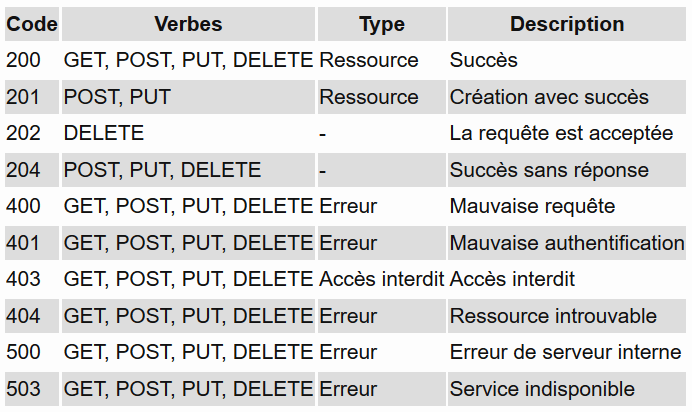 Code Verbes Type Description
200 GET, POST, PUT, DELETE Ressource Succès
201 POST, PUT Ressource Création avec succès
202 DELETE - La requête est acceptée
204 POST, PUT, DELETE - Succès sans réponse
400 GET, POST, PUT, DELETE Erreur Mauvaise requête
401 GET, POST, PUT, DELETE Erreur Mauvaise authentification
403 GET, POST, PUT, DELETE Accès interdit Accès interdit
404 GET, POST, PUT, DELETE Erreur Ressource introuvable
500 GET, POST, PUT, DELETE Erreur Erreur de serveur interne
503 GET, POST, PUT, DELETE Erreur Service indisponible